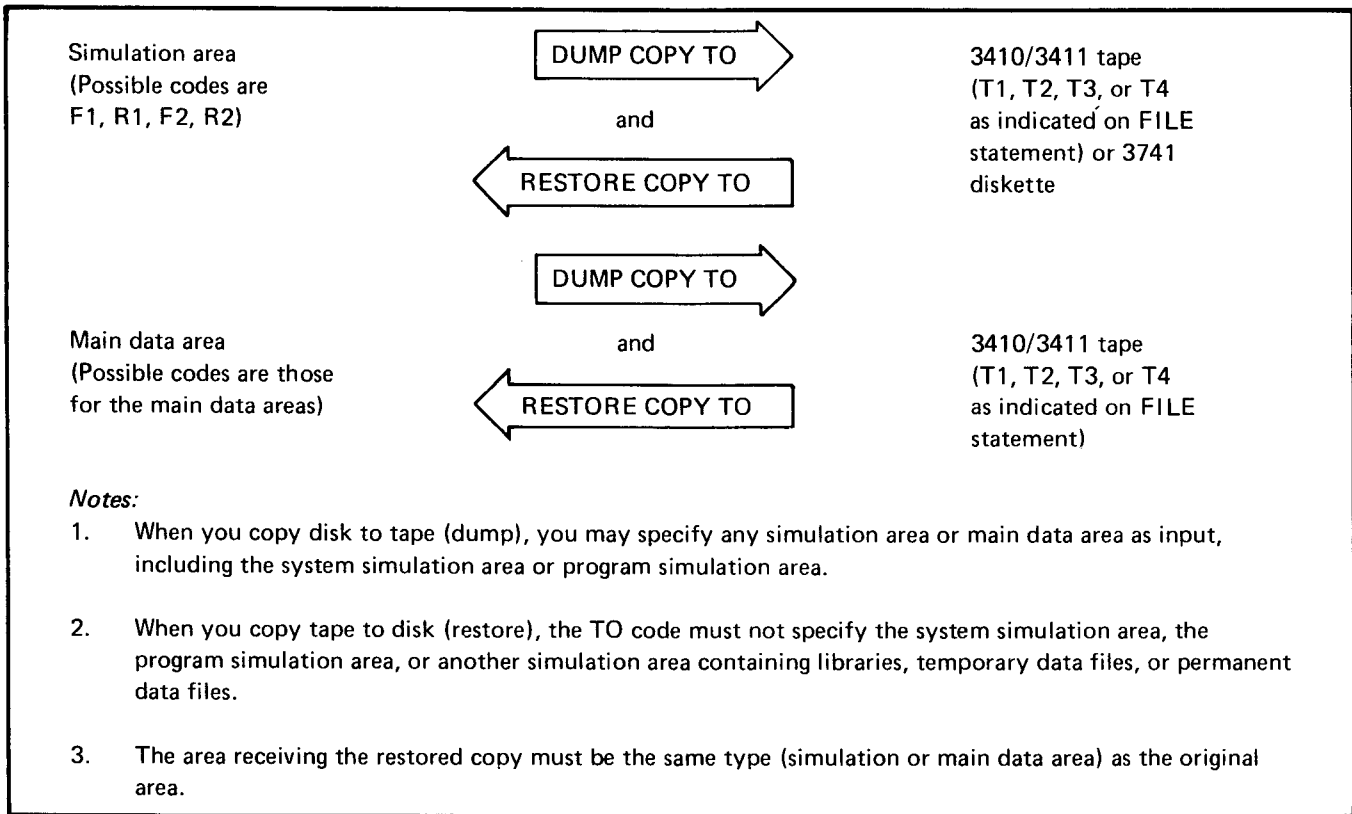 Simulation area
(Possible codes are
F1, R1, F2, R2)
DUMP COPY TO
and
RESTORE COPY TO
3410/3411 tape
(T1, T2, T3, or T4
as indicated on FILE
statement) or 3741
diskette
DUMP COPY TO
Main data area
(Possible codes are those
for the main data areas)
and
RESTORE COPY TO
3410/3411 tape
(T1, T2, T3, or T4
as indicated on FILE
statement)
Notes:
1. When you copy disk to tape (dump), you may specify any simulation area or main data area as input,
including the system simulation area or program simulation area.
2. When you copy tape to disk (restore), the TO code must not specify the system simulation area, the
program simulation area, or another simulation area containing libraries, temporary data files, or permanent
data files.
3. The area receiving the restored copy must be the same type (simulation or main data area) as the original
area.